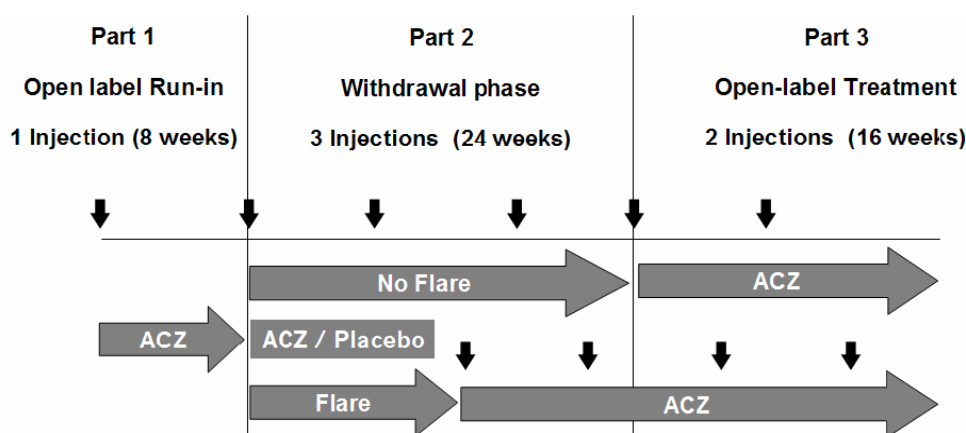 Part 1
Open label Run-in
1 Injection (8 weeks)
Part 2
Withdrawal phase
3 Injections (24 weeks)
Part 3
Open-label Treatment
2 Injections (16 weeks)
No Flare
ACZ
ACZ
ACZ / Placebo
Flare
ACZ